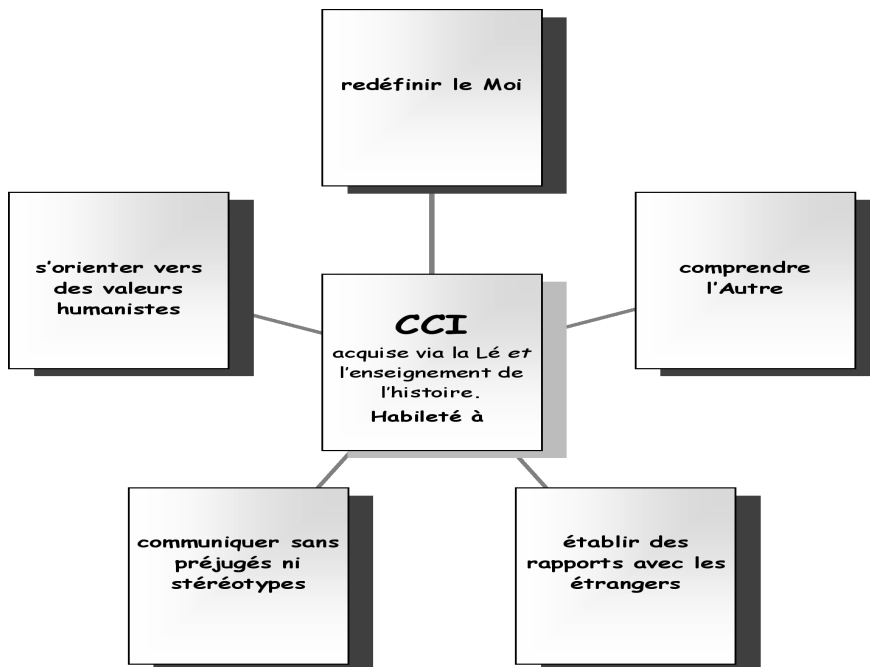 redéfinir le Moi
s'orienter vers
des valeurs
humanistes
comprendre
l'Autre
CCI
acquise via la Lé et
l'enseignement de
l'histoire.
Habileté à
communiquer sans
préjugés ni
stéréotypes
établir des
rapports avec les
étrangers